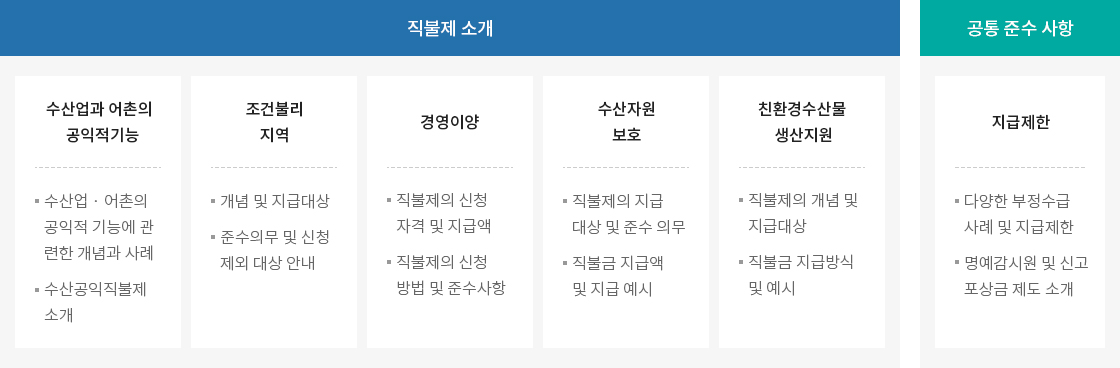 직불제 소개
수산업과 어촌의
공익적기능
수산업 · 어촌의
공익적 기능에 관
련한 개념과 사례
수산공익직불제
소개
조건불리
지역
개념 및 지급대상
준수의무 및 신청
제외 대상 안내
경영이양
직불제의 신청
자격 및 지급액
직불제의 신청
방법 및 준수사항
수산자원
보호
직불제의 지급
대상 및 준수 의무
직불금 지급액
및 지급 예시
친환경수산물
생산지원
직불제의 개념 및
지급대상
직불금 지급방식
및 예시
공통 준수 사항
지급제한
다양한 부정수급
사례 및 지급제한
명예감시원 및 신고
포상금 제도 소개